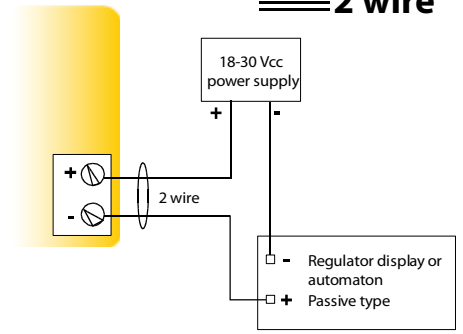 2 wire
18-30 Vcc
power supply
+ -
+
2 wire
-
- Regulator display or
automaton
+ Passive type